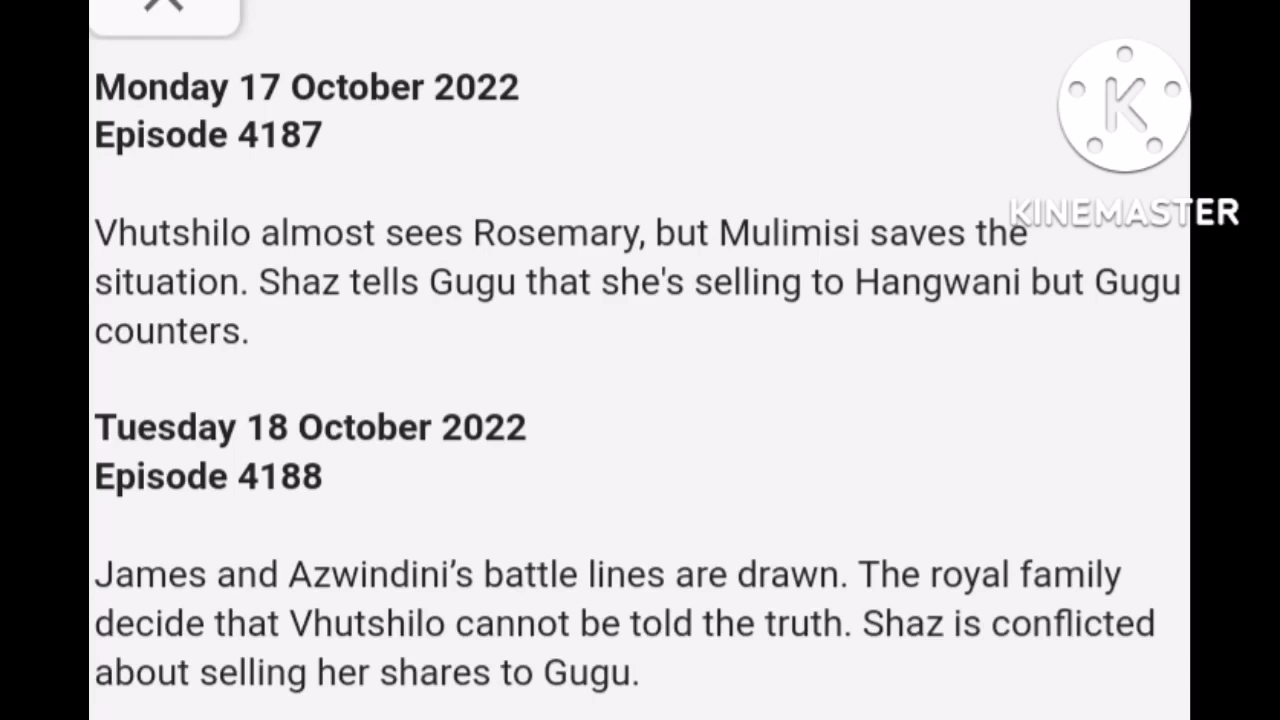 Monday 17 October 2022
Episode 4187
Vhutshilo almost sees Rosemary, but Mulimisi saves the
situation. Shaz tells Gugu that she's selling to Hangwani but Gugu
counters.
Tuesday 18 October 2022
Episode 4188
James and Azwindini’s battle lines are drawn. The royal family
decide that Vhutshilo cannot be told the truth. Shaz is conflicted
about selling her shares to Gugu.
K
KINEMASTER